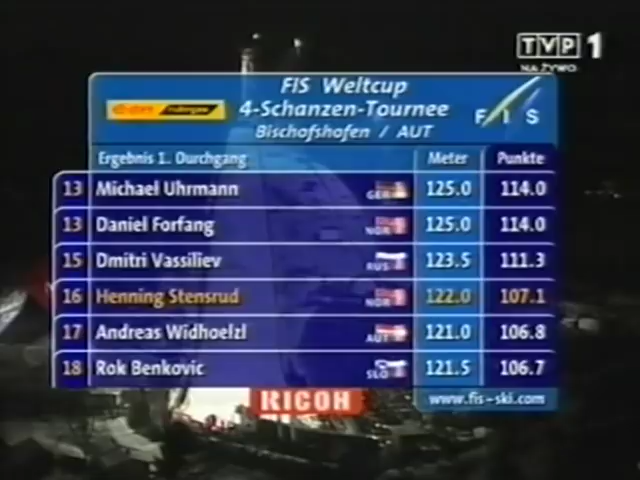 TVP 1
NA ŻYWO
FIS Weltcup
4-Schanzen-Tournee
Bischofshofen / AUT
FIS
Ergebnis 1. Durchgang Meter Punkte
13 Michael Uhrmann GER 125.0 114.0
13 Daniel Forfang NOR 125.0 114.0
15 Dmitri Vassiliev RUS 123.5 111.3
16 Henning Stensrud NOR 122.0 107.1
17 Andreas Widhoelzl AUT 121.0 106.8
18 Rok Benkovic SLO 121.5 106.7
RICOH
www.fis-ski.com